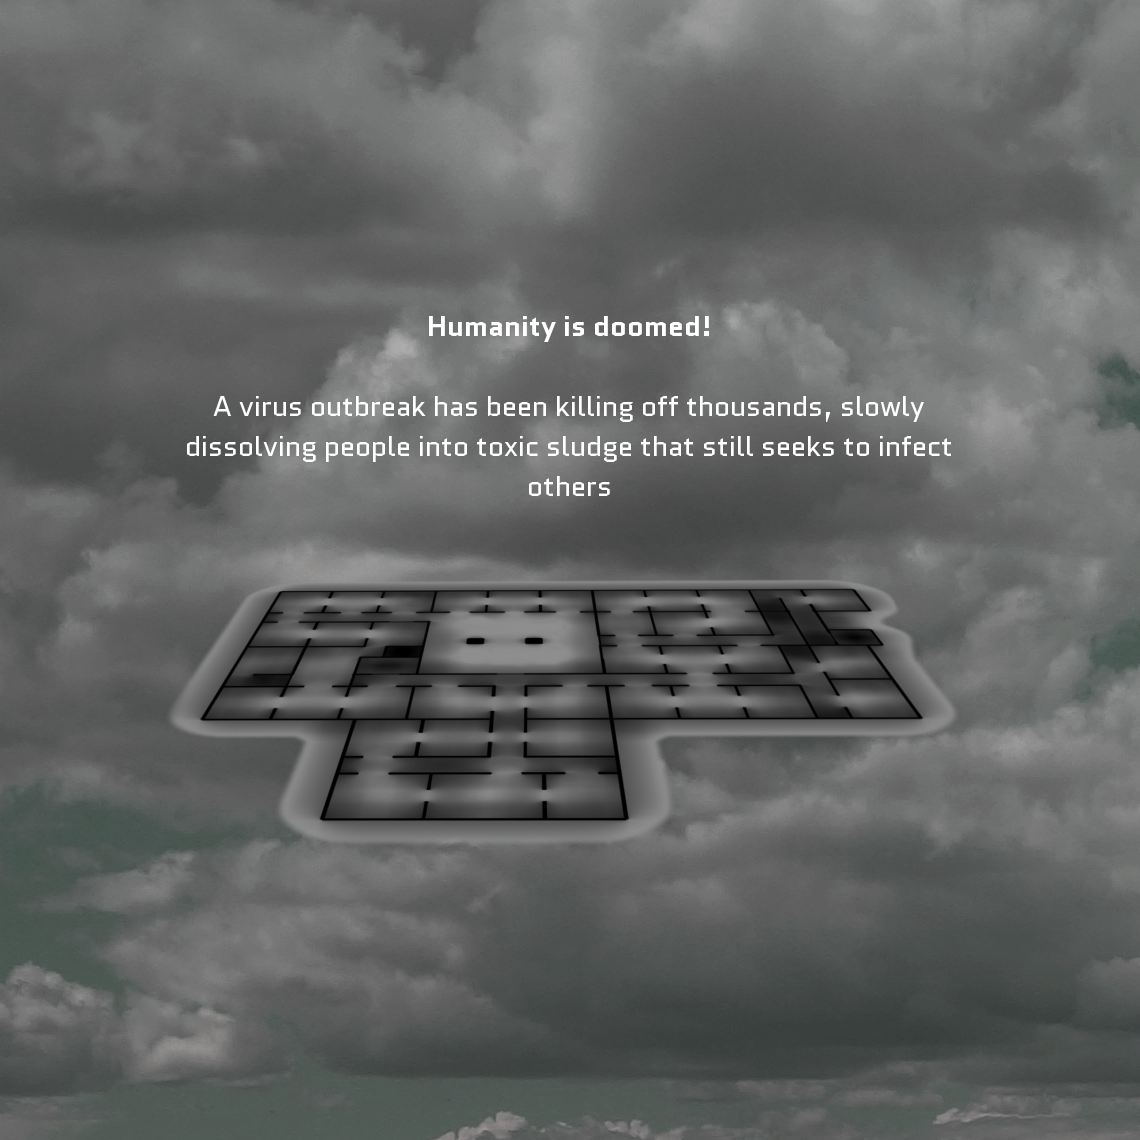 Humanity is doomed!
A virus outbreak has been killing off thousands, slowly
dissolving people into toxic sludge that still seeks to infect
others